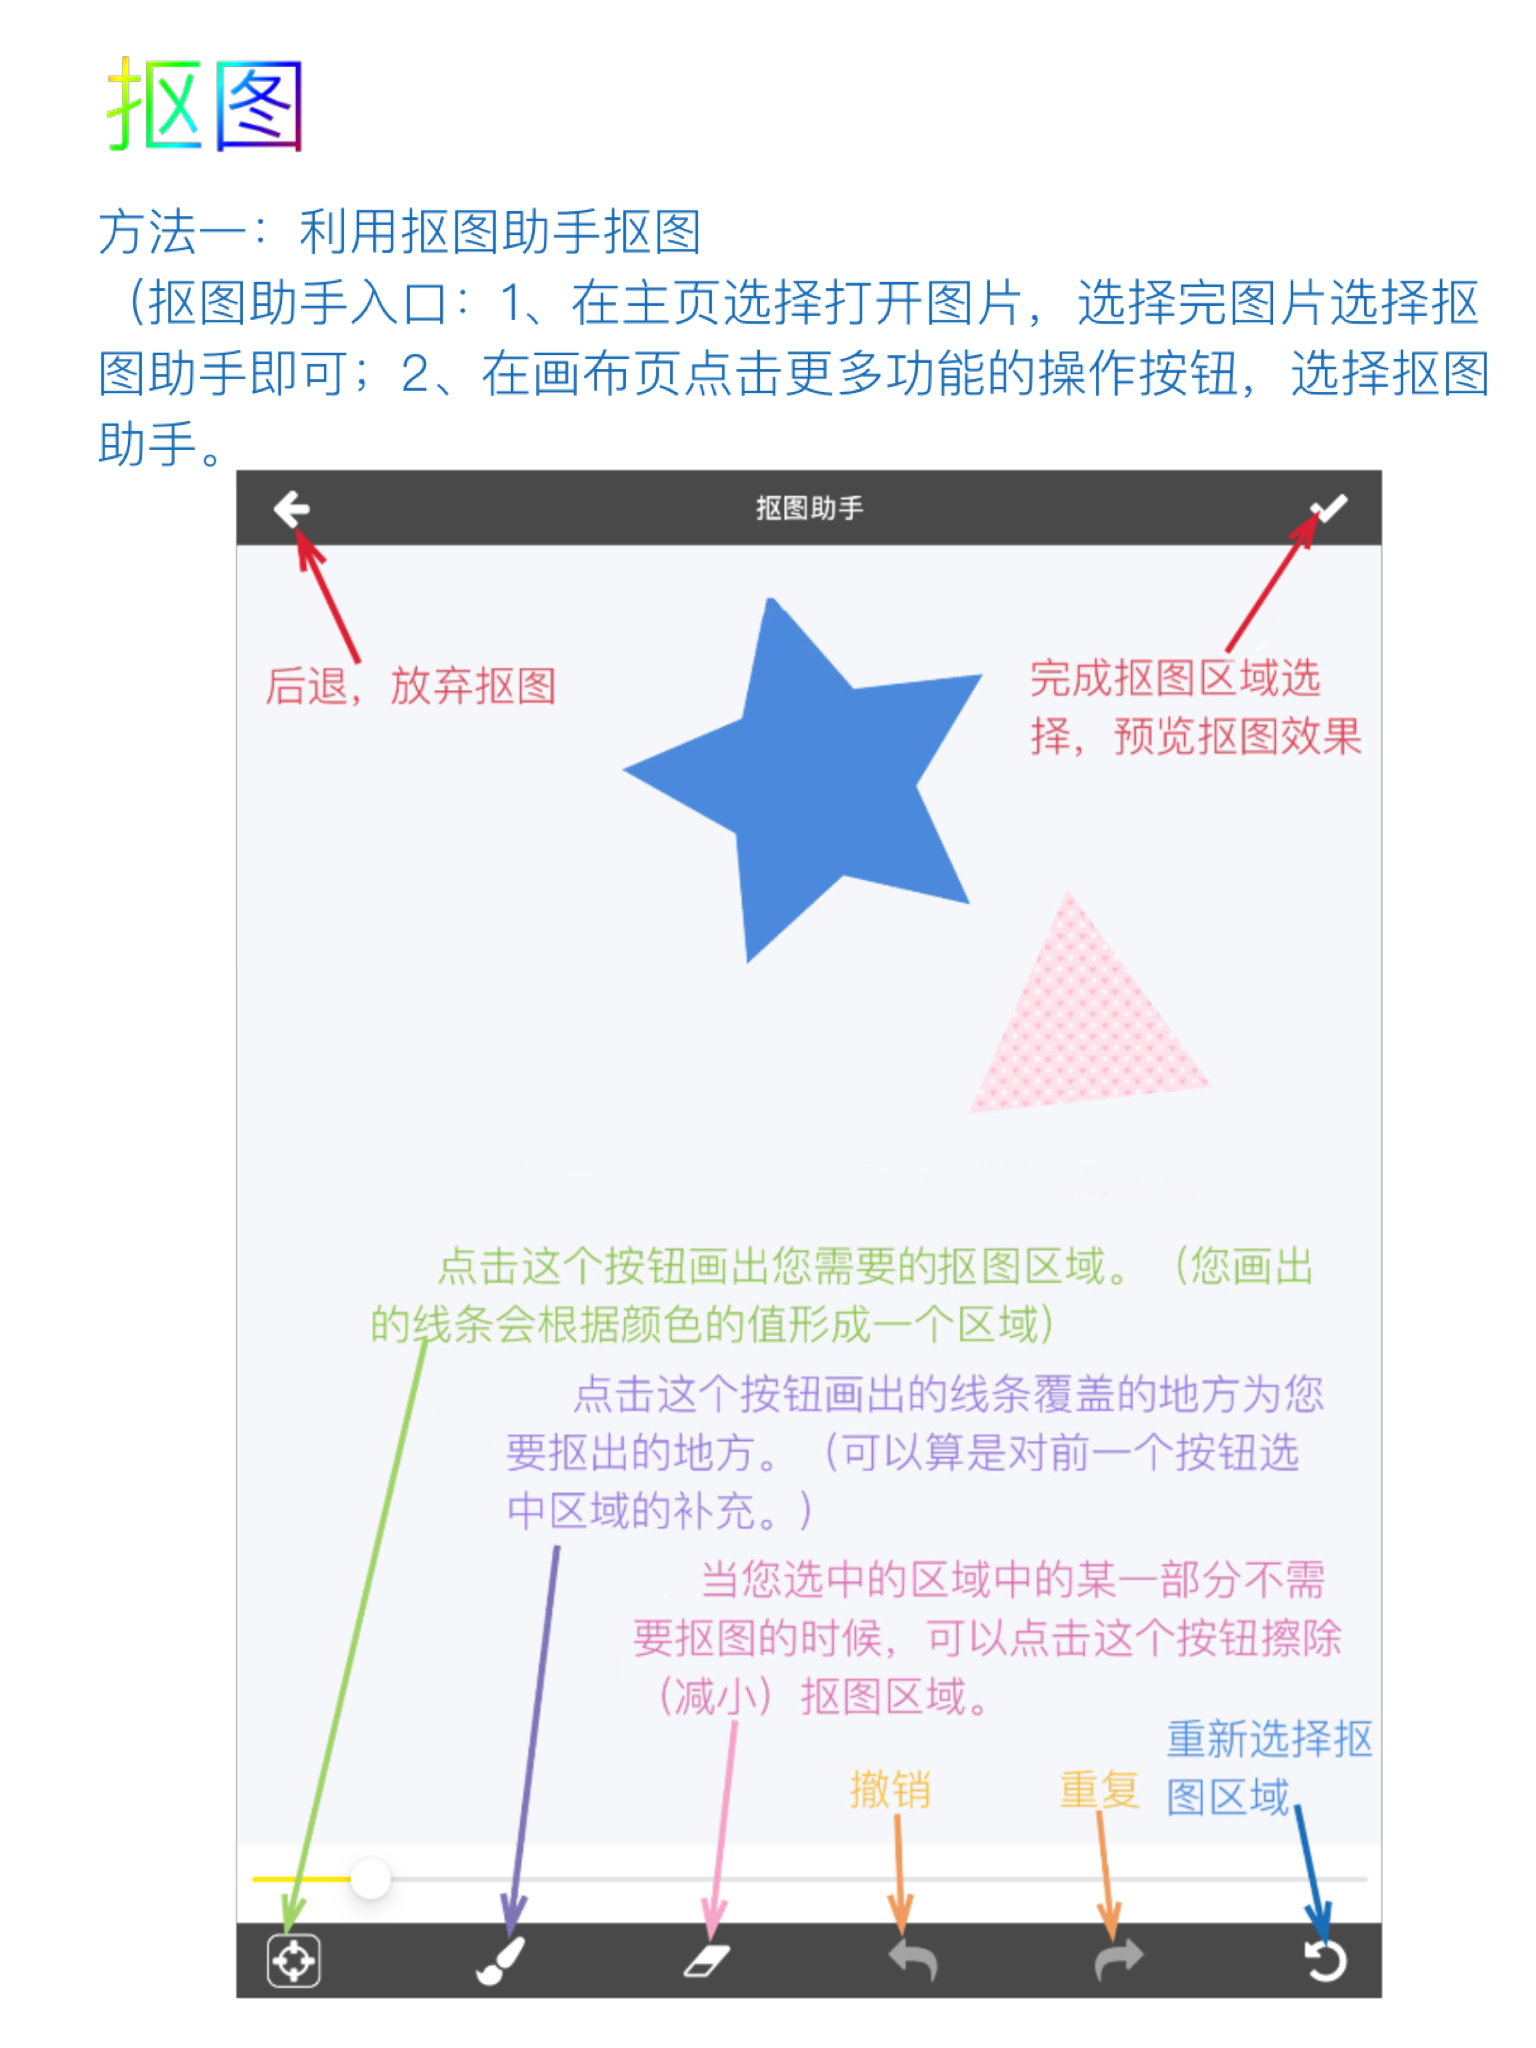 抠图
方法一：利用抠图助手抠图
（抠图助手入口：1、在主页选择打开图片，选择完图片选择抠
图助手即可；2、在画布页点击更多功能的操作按钮，选择抠图
助手。
抠图助手
后退，放弃抠图
完成抠图区域选
择，预览抠图效果
点击这个按钮画出您需要的抠图区域。（您画出
的线条会根据颜色的值形成一个区域）
点击这个按钮画出的线条覆盖的地方为您
要抠出的地方。（可以算是对前一个按钮选
中区域的补充。）
当您选中的区域中的某一部分不需
要抠图的时候，可以点击这个按钮擦除
（减小）抠图区域。
撤销
重复
重新选择抠
图区域